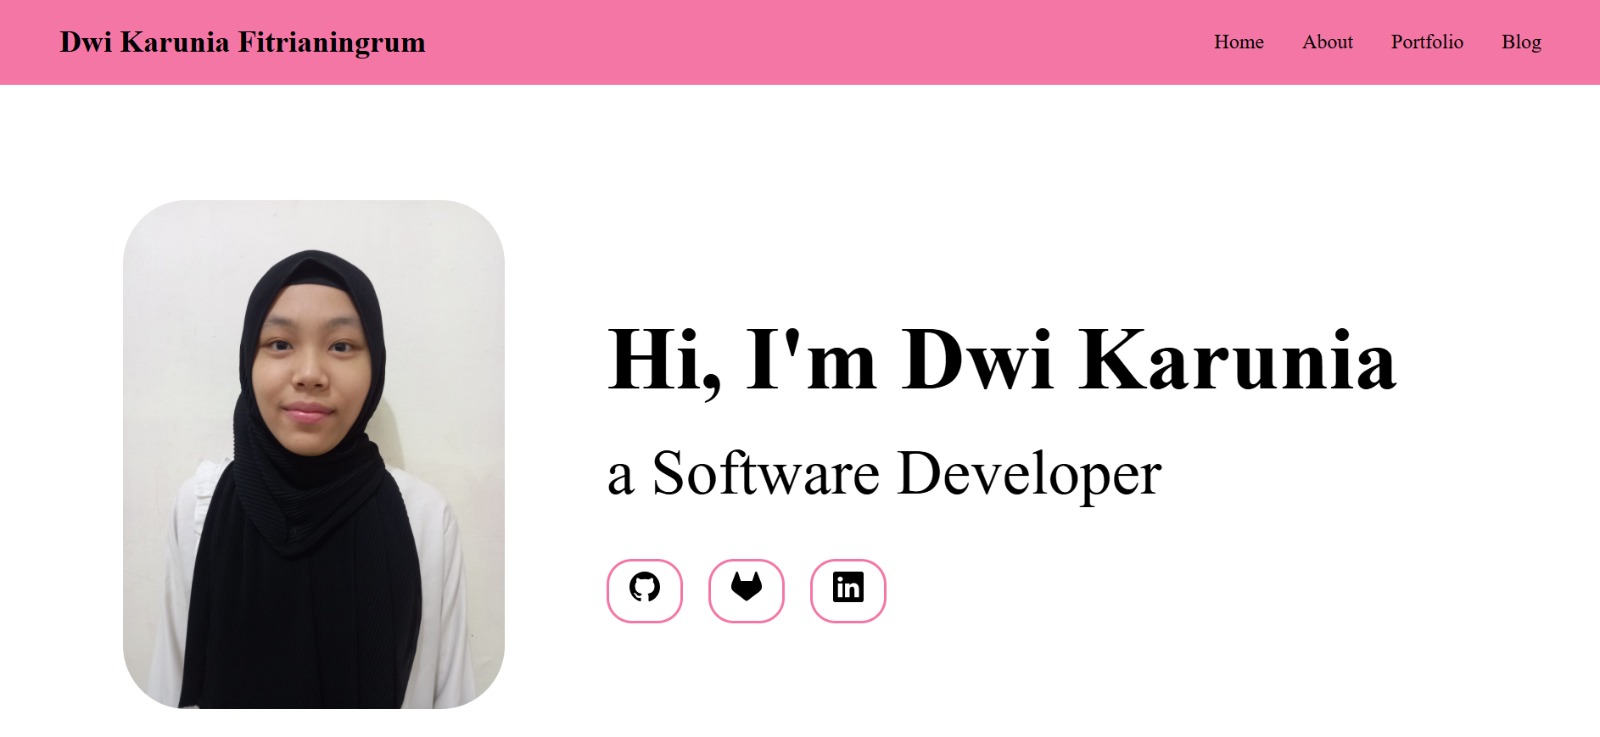 Dwi Karunia Fitrianingrum
Home About Portfolio Blog
Hi, I'm Dwi Karunia
a Software Developer
in